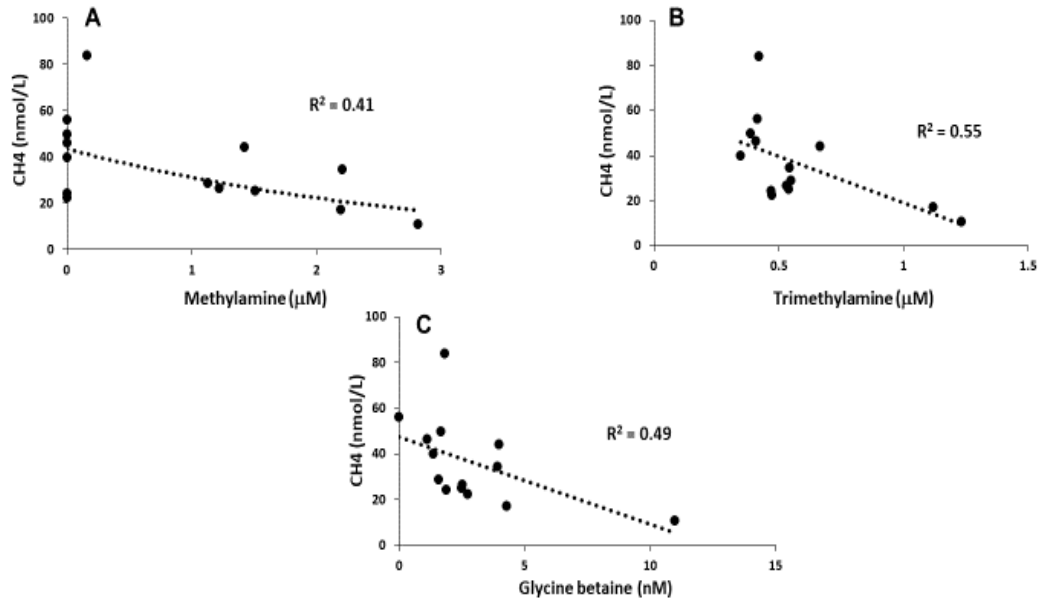 A
100
80
60
40
20
0
CH4 (nmol/L)
R² = 0.41
0 1 2 3
Methylamine (µM)
B
100
80
60
40
20
0
CH4 (nmol/L)
R² = 0.55
0 0.5 1 1.5
Trimethylamine (µM)
C
100
80
60
40
20
0
CH4 (nmol/L)
R² = 0.49
0 5 10 15
Glycine betaine (nM)